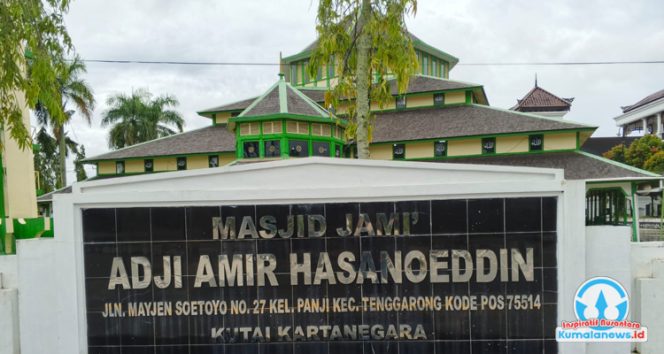 MASJID JAMI'
ADJI AMIR HASANOEDDIN
JLN. MAYJEN SOETOYO NO. 27 KEL. PANJI KEC. TENGGARONG KODE POS 75514
KUTAI KARTANEGARA
Inspiratif Nusantara
Kumalanews.id